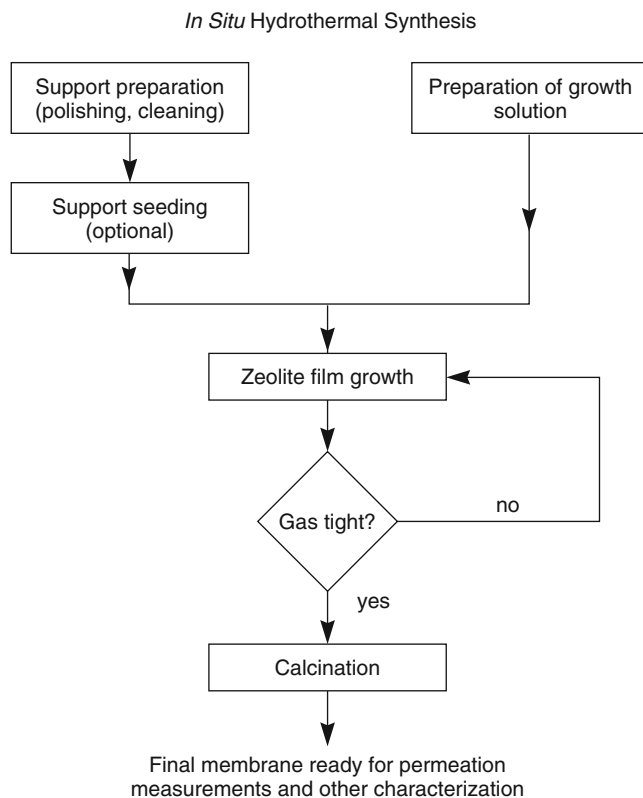 In Situ Hydrothermal Synthesis
Support preparation
(polishing, cleaning)
Preparation of growth
solution
Support seeding
(optional)
Zeolite film growth
Gas tight?
no
yes
Calcination
Final membrane ready for permeation
measurements and other characterization